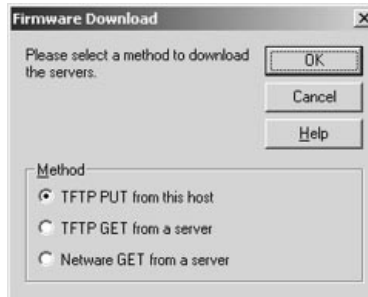 Firmware Download
Please select a method to download
the servers.
OK
Cancel
Help
Method
TFTP PUT from this host
TFTP GET from a server
Netware GET from a server